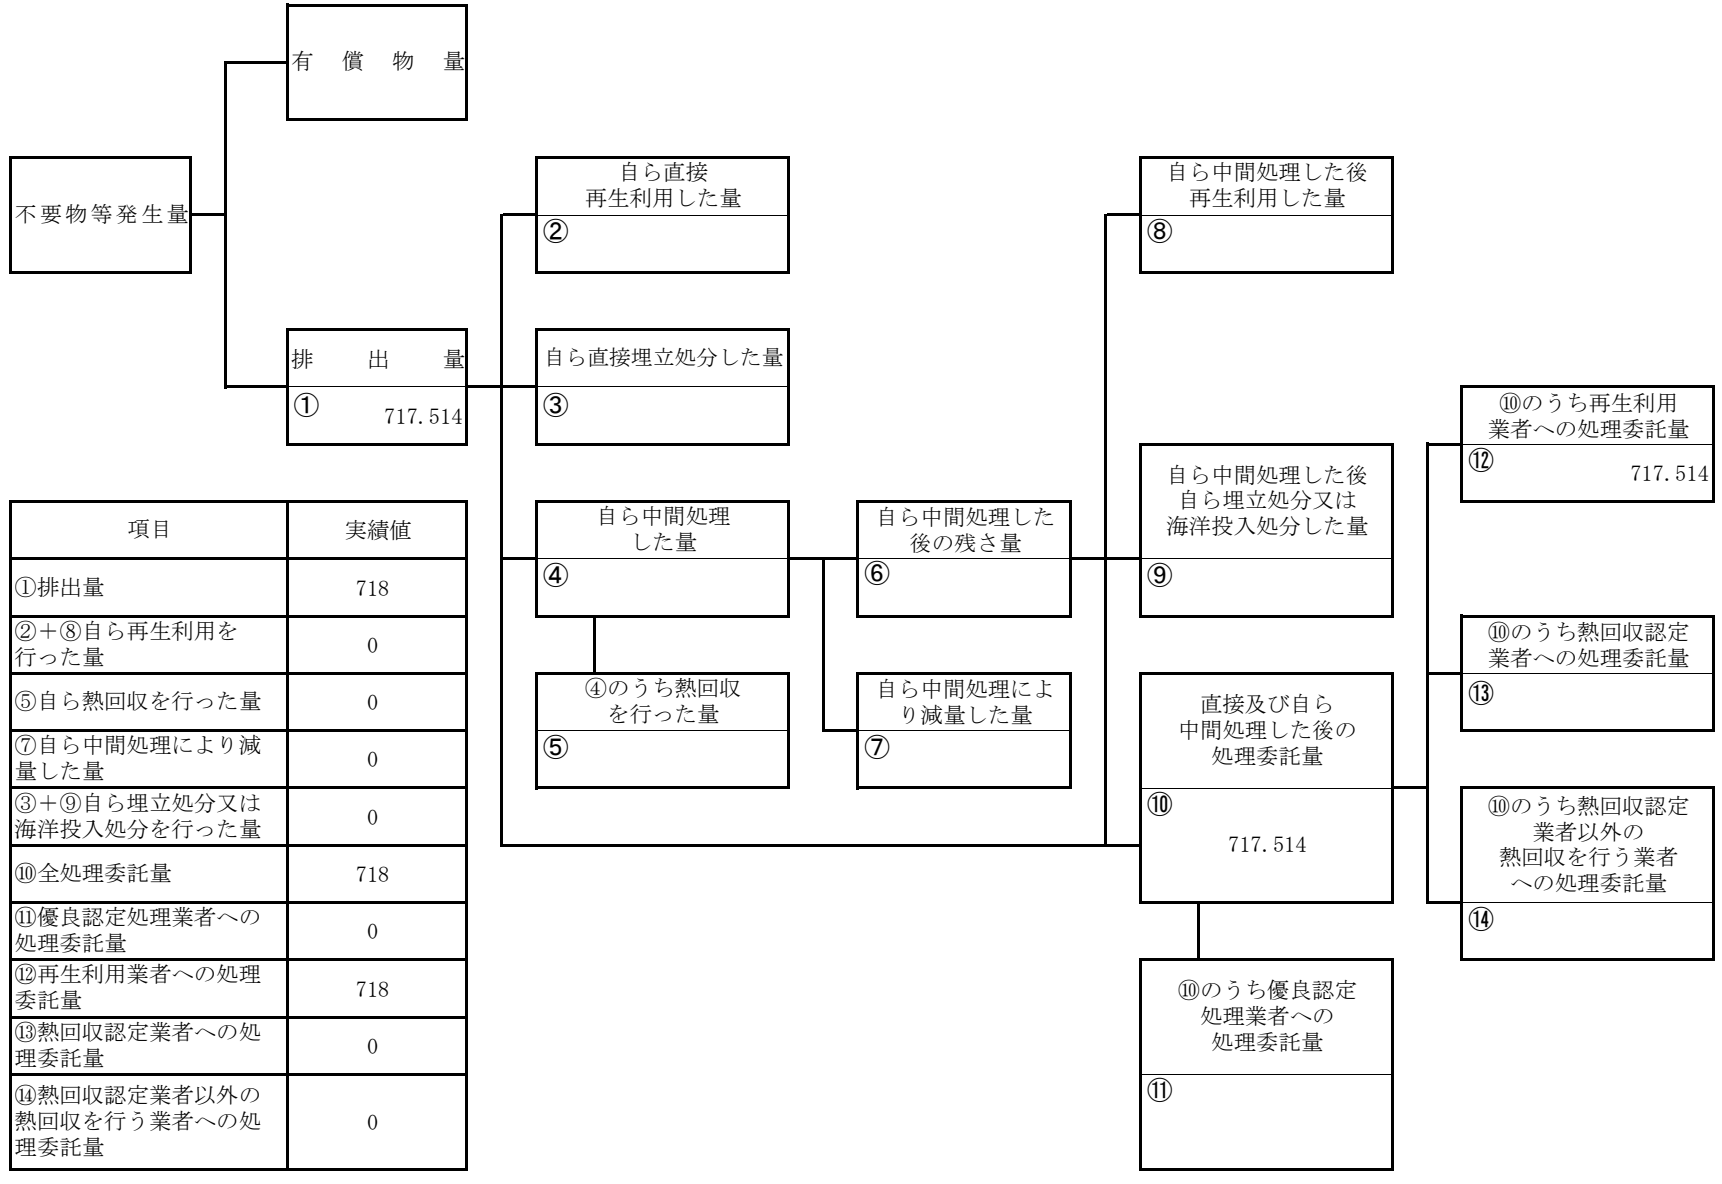 有償物量
不要物等発生量
自ら直接
再生利用した量
②
自ら中間処理した後
再生利用した量
⑧
排出量
①
717.514
自ら直接埋立処分した量
③
⑩のうち再生利用
業者への処理委託量
⑫
717.514
自ら中間処理
した量
④
自ら中間処理した
後の残さ量
⑥
自ら中間処理した後
自ら埋立処分又は
海洋投入処分した量
⑨
⑩のうち熱回収認定
業者への処理委託量
⑬
④のうち熱回収
を行った量
⑤
自ら中間処理によ
り減量した量
⑦
直接及び自ら
中間処理した後の
処理委託量
⑩
717.514
⑩のうち熱回収認定
業者以外の
熱回収を行う業者
への処理委託量
⑭
⑩のうち優良認定
処理業者への
処理委託量
⑪
項目 実績値
①排出量 718
②＋⑧自ら再生利用を
行った量 0
⑤自ら熱回収を行った量 0
⑦自ら中間処理により減
量した量 0
③＋⑨自ら埋立処分又は
海洋投入処分を行った量 0
⑩全処理委託量 718
⑪優良認定処理業者への
処理委託量 0
⑫再生利用業者への処理
委託量 718
⑬熱回収認定業者への処
理委託量 0
⑭熱回収認定業者以外の
熱回収を行う業者への処
理委託量 0